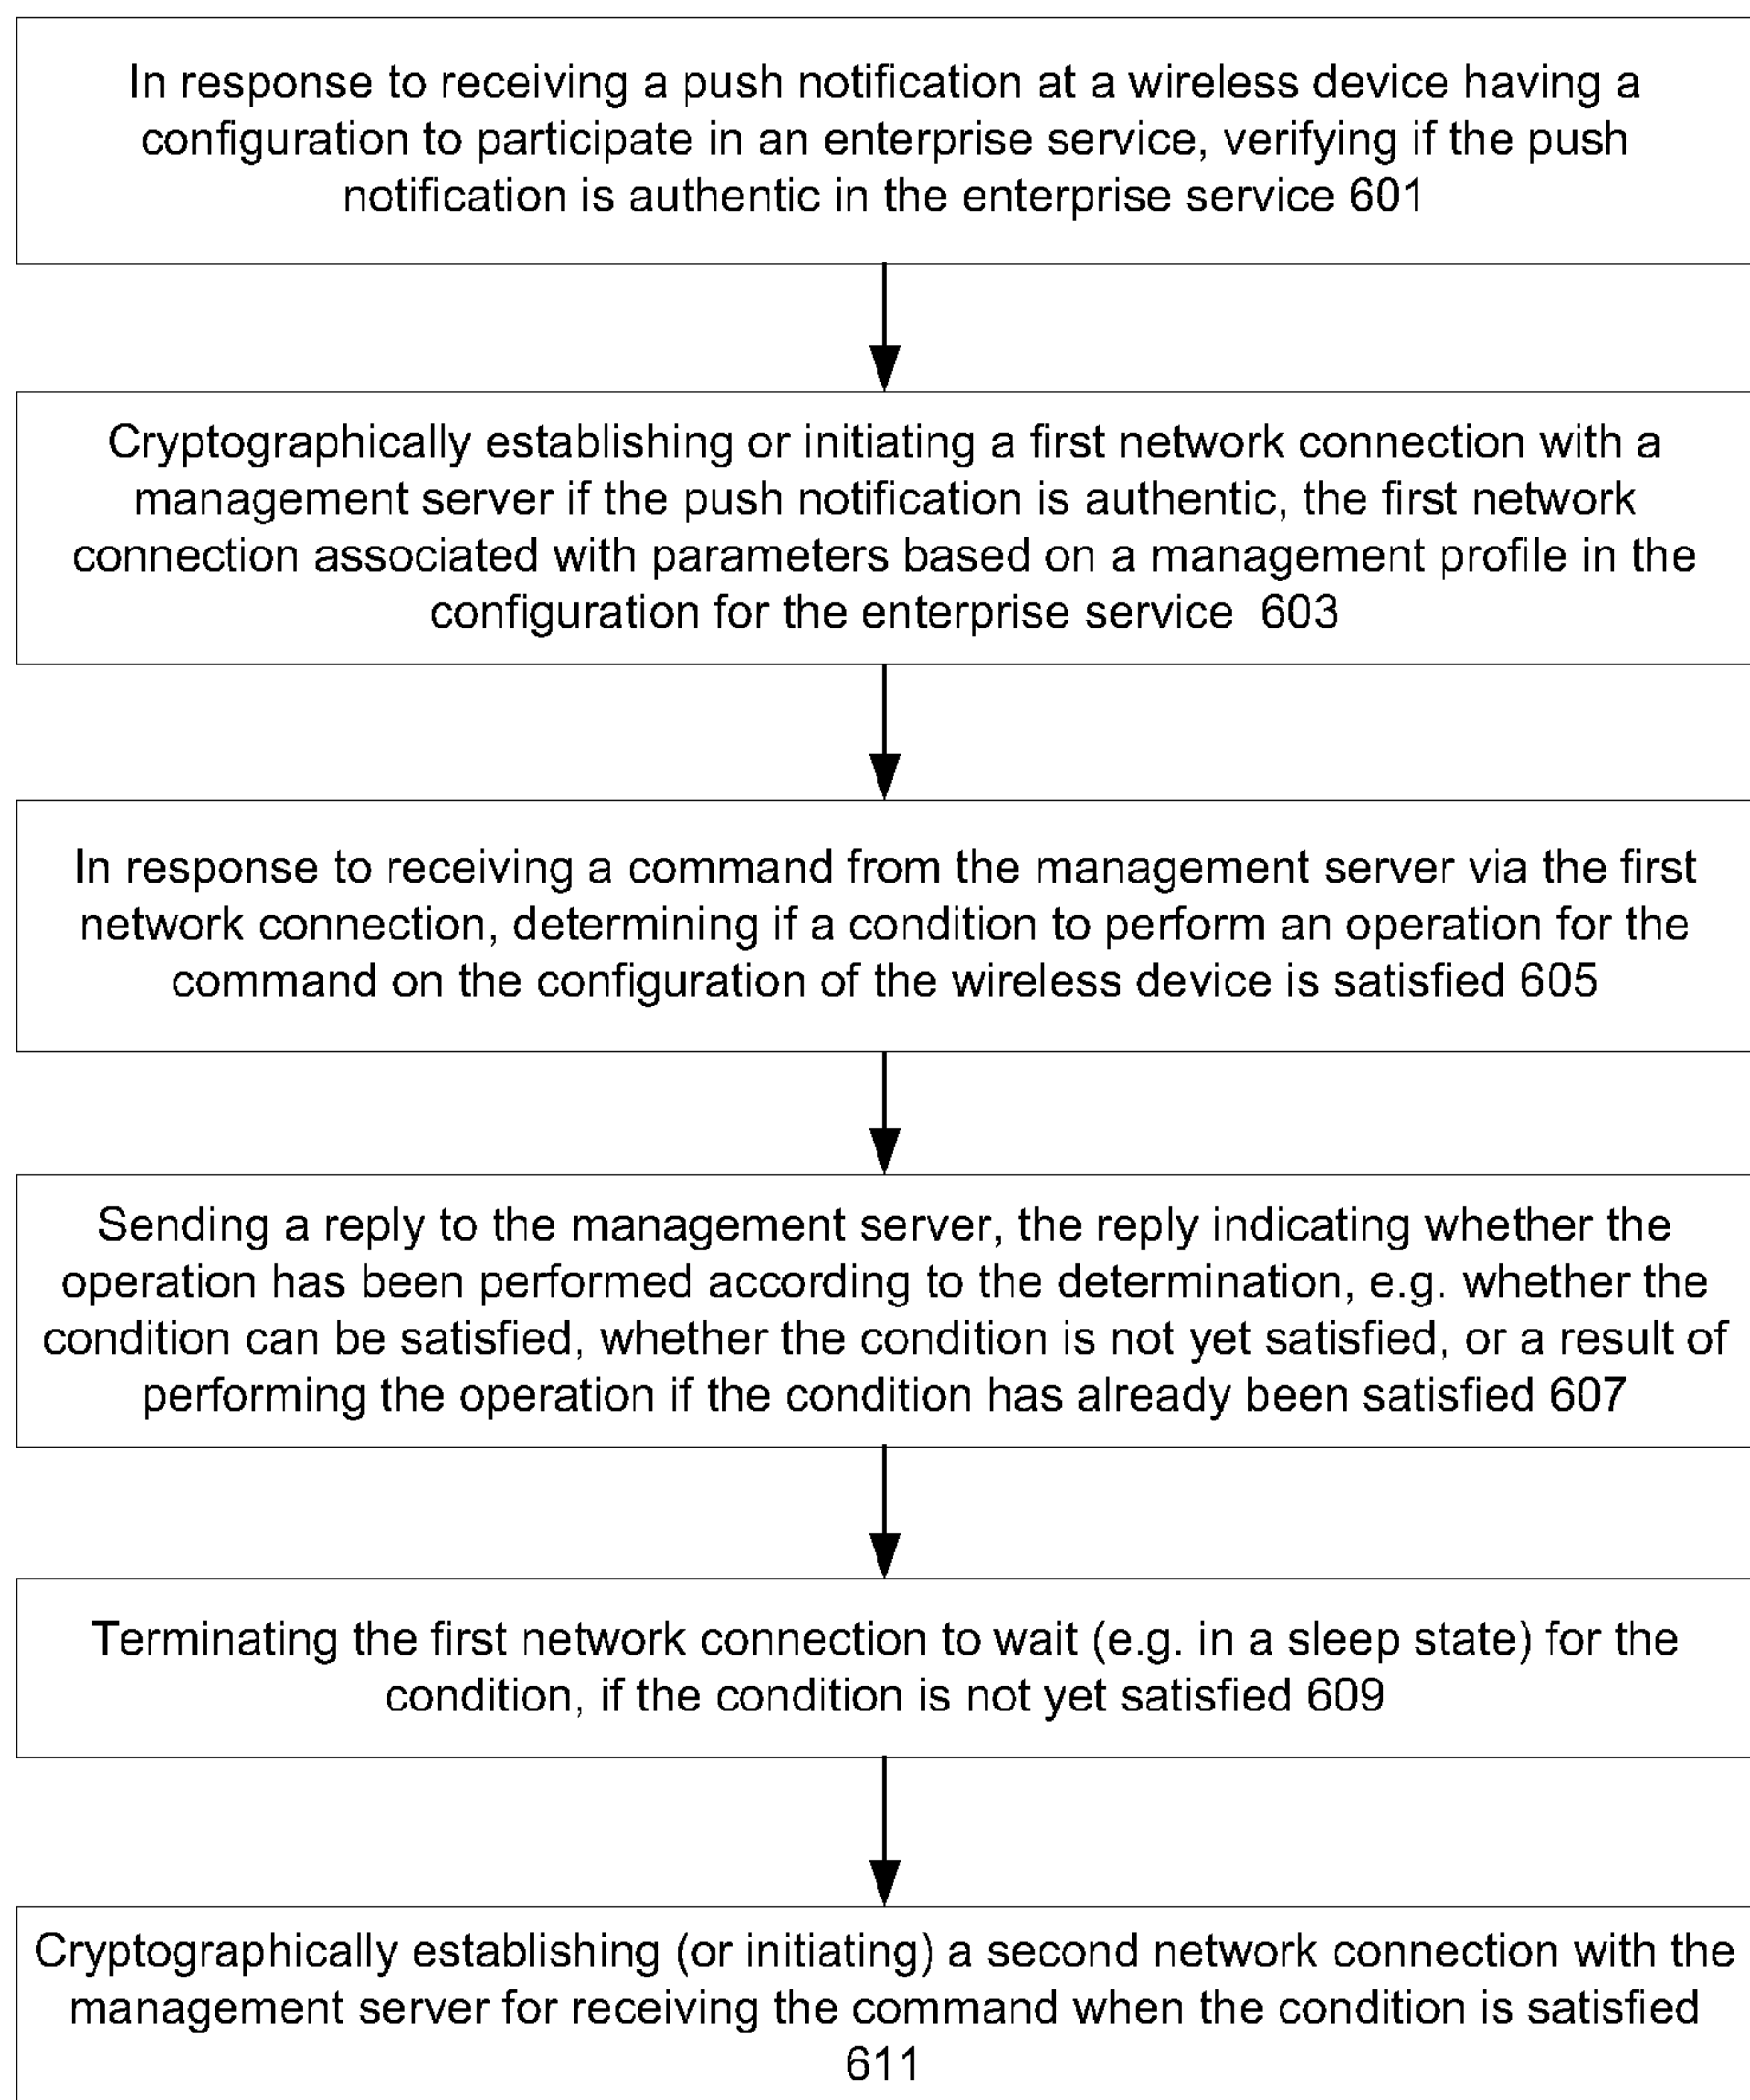 In response to receiving a push notification at a wireless device having a
configuration to participate in an enterprise service, verifying if the push
notification is authentic in the enterprise service 601
Cryptographically establishing or initiating a first network connection with a
management server if the push notification is authentic, the first network
connection associated with parameters based on a management profile in the
configuration for the enterprise service 603
In response to receiving a command from the management server via the first
network connection, determining if a condition to perform an operation for the
command on the configuration of the wireless device is satisfied 605
Sending a reply to the management server, the reply indicating whether the
operation has been performed according to the determination, e.g. whether the
condition can be satisfied, whether the condition is not yet satisfied, or a result of
performing the operation if the condition has already been satisfied 607
Terminating the first network connection to wait (e.g. in a sleep state) for the
condition, if the condition is not yet satisfied 609
Cryptographically establishing (or initiating) a second network connection with the
management server for receiving the command when the condition is satisfied
611